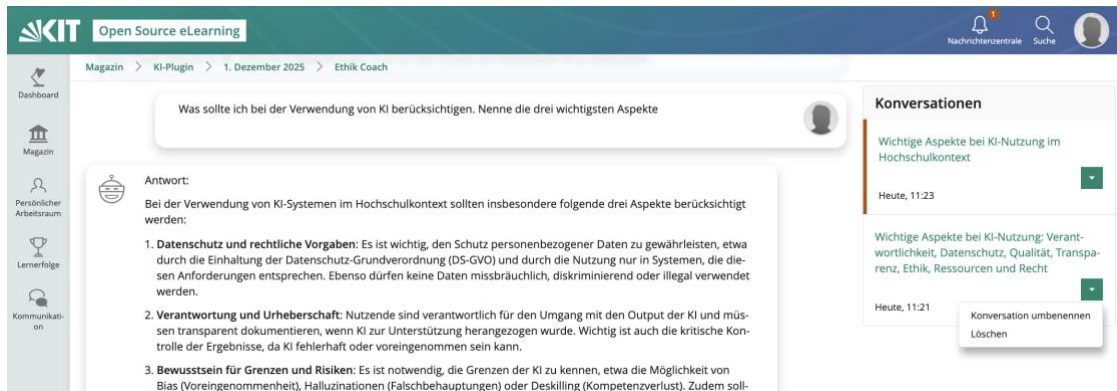 KIT
Open Source eLearning
1
Nachrichtenzentrale
Suche
Dashboard
Magazin
Persönlicher
Arbeitsraum
Lernerfolge
Kommunikati-
on
Magazin > KI-Plugin > 1. Dezember 2025 > Ethik Coach
Was sollte ich bei der Verwendung von KI berücksichtigen. Nenne die drei wichtigsten Aspekte
Antwort:
Bei der Verwendung von KI-Systemen im Hochschulkontext sollten insbesondere folgende drei Aspekte berücksichtigt
werden:
1. Datenschutz und rechtliche Vorgaben: Es ist wichtig, den Schutz personenbezogener Daten zu gewährleisten, etwa
durch die Einhaltung der Datenschutz-Grundverordnung (DS-GVO) und durch die Nutzung nur in Systemen, die die-
sen Anforderungen entsprechen. Ebenso dürfen keine Daten missbräuchlich, diskriminierend oder illegal verwendet
werden.
2. Verantwortung und Urheberschaft: Nutzende sind verantwortlich für den Umgang mit den Output der KI und müs-
sen transparent dokumentieren, wenn KI zur Unterstützung herangezogen wurde. Wichtig ist auch die kritische Kon-
trolle der Ergebnisse, da KI fehlerhaft oder voreingenommen sein kann.
3. Bewusstsein für Grenzen und Risiken: Es ist notwendig, die Grenzen der KI zu kennen, etwa die Möglichkeit von
Bias (Voreingenommenheit), Halluzinationen (Falschbehauptungen) oder Deskilling (Kompetenzverlust). Zudem soll-
Konversationen
Wichtige Aspekte bei KI-Nutzung im
Hochschulkontext
Heute, 11:23
Wichtige Aspekte bei KI-Nutzung: Verant-
wortlichkeit, Datenschutz, Qualität, Transpa-
renz, Ethik, Ressourcen und Recht
Heute, 11:21
Konversation umbenennen
Löschen